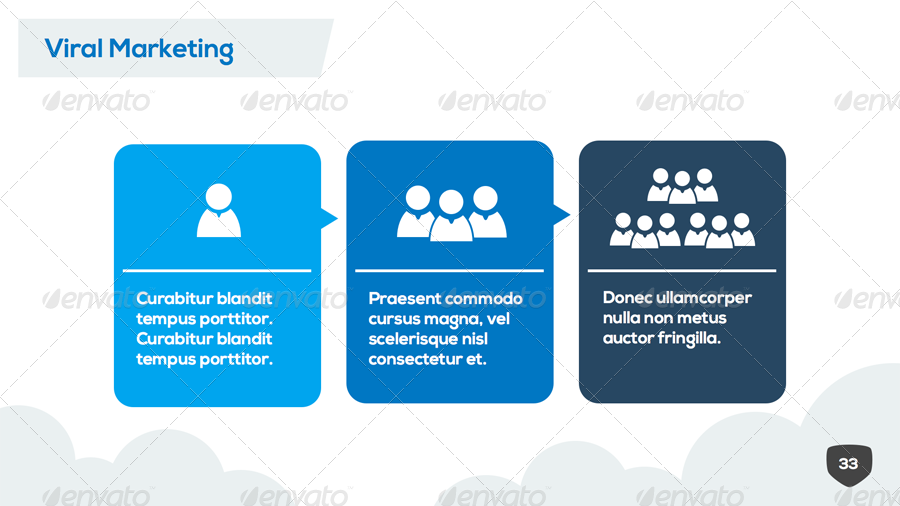 Viral Marketing
envato envato envato envato envato
Curabitur blandit
tempus porttitor.
Curabitur blandit
tempus porttitor.
Praesent commodo
cursus magna, vel
scelerisque nisl
consectetur et.
Donec ullamcorper
nulla non metus
auctor fringilla.
33
envato envato envato envato envato